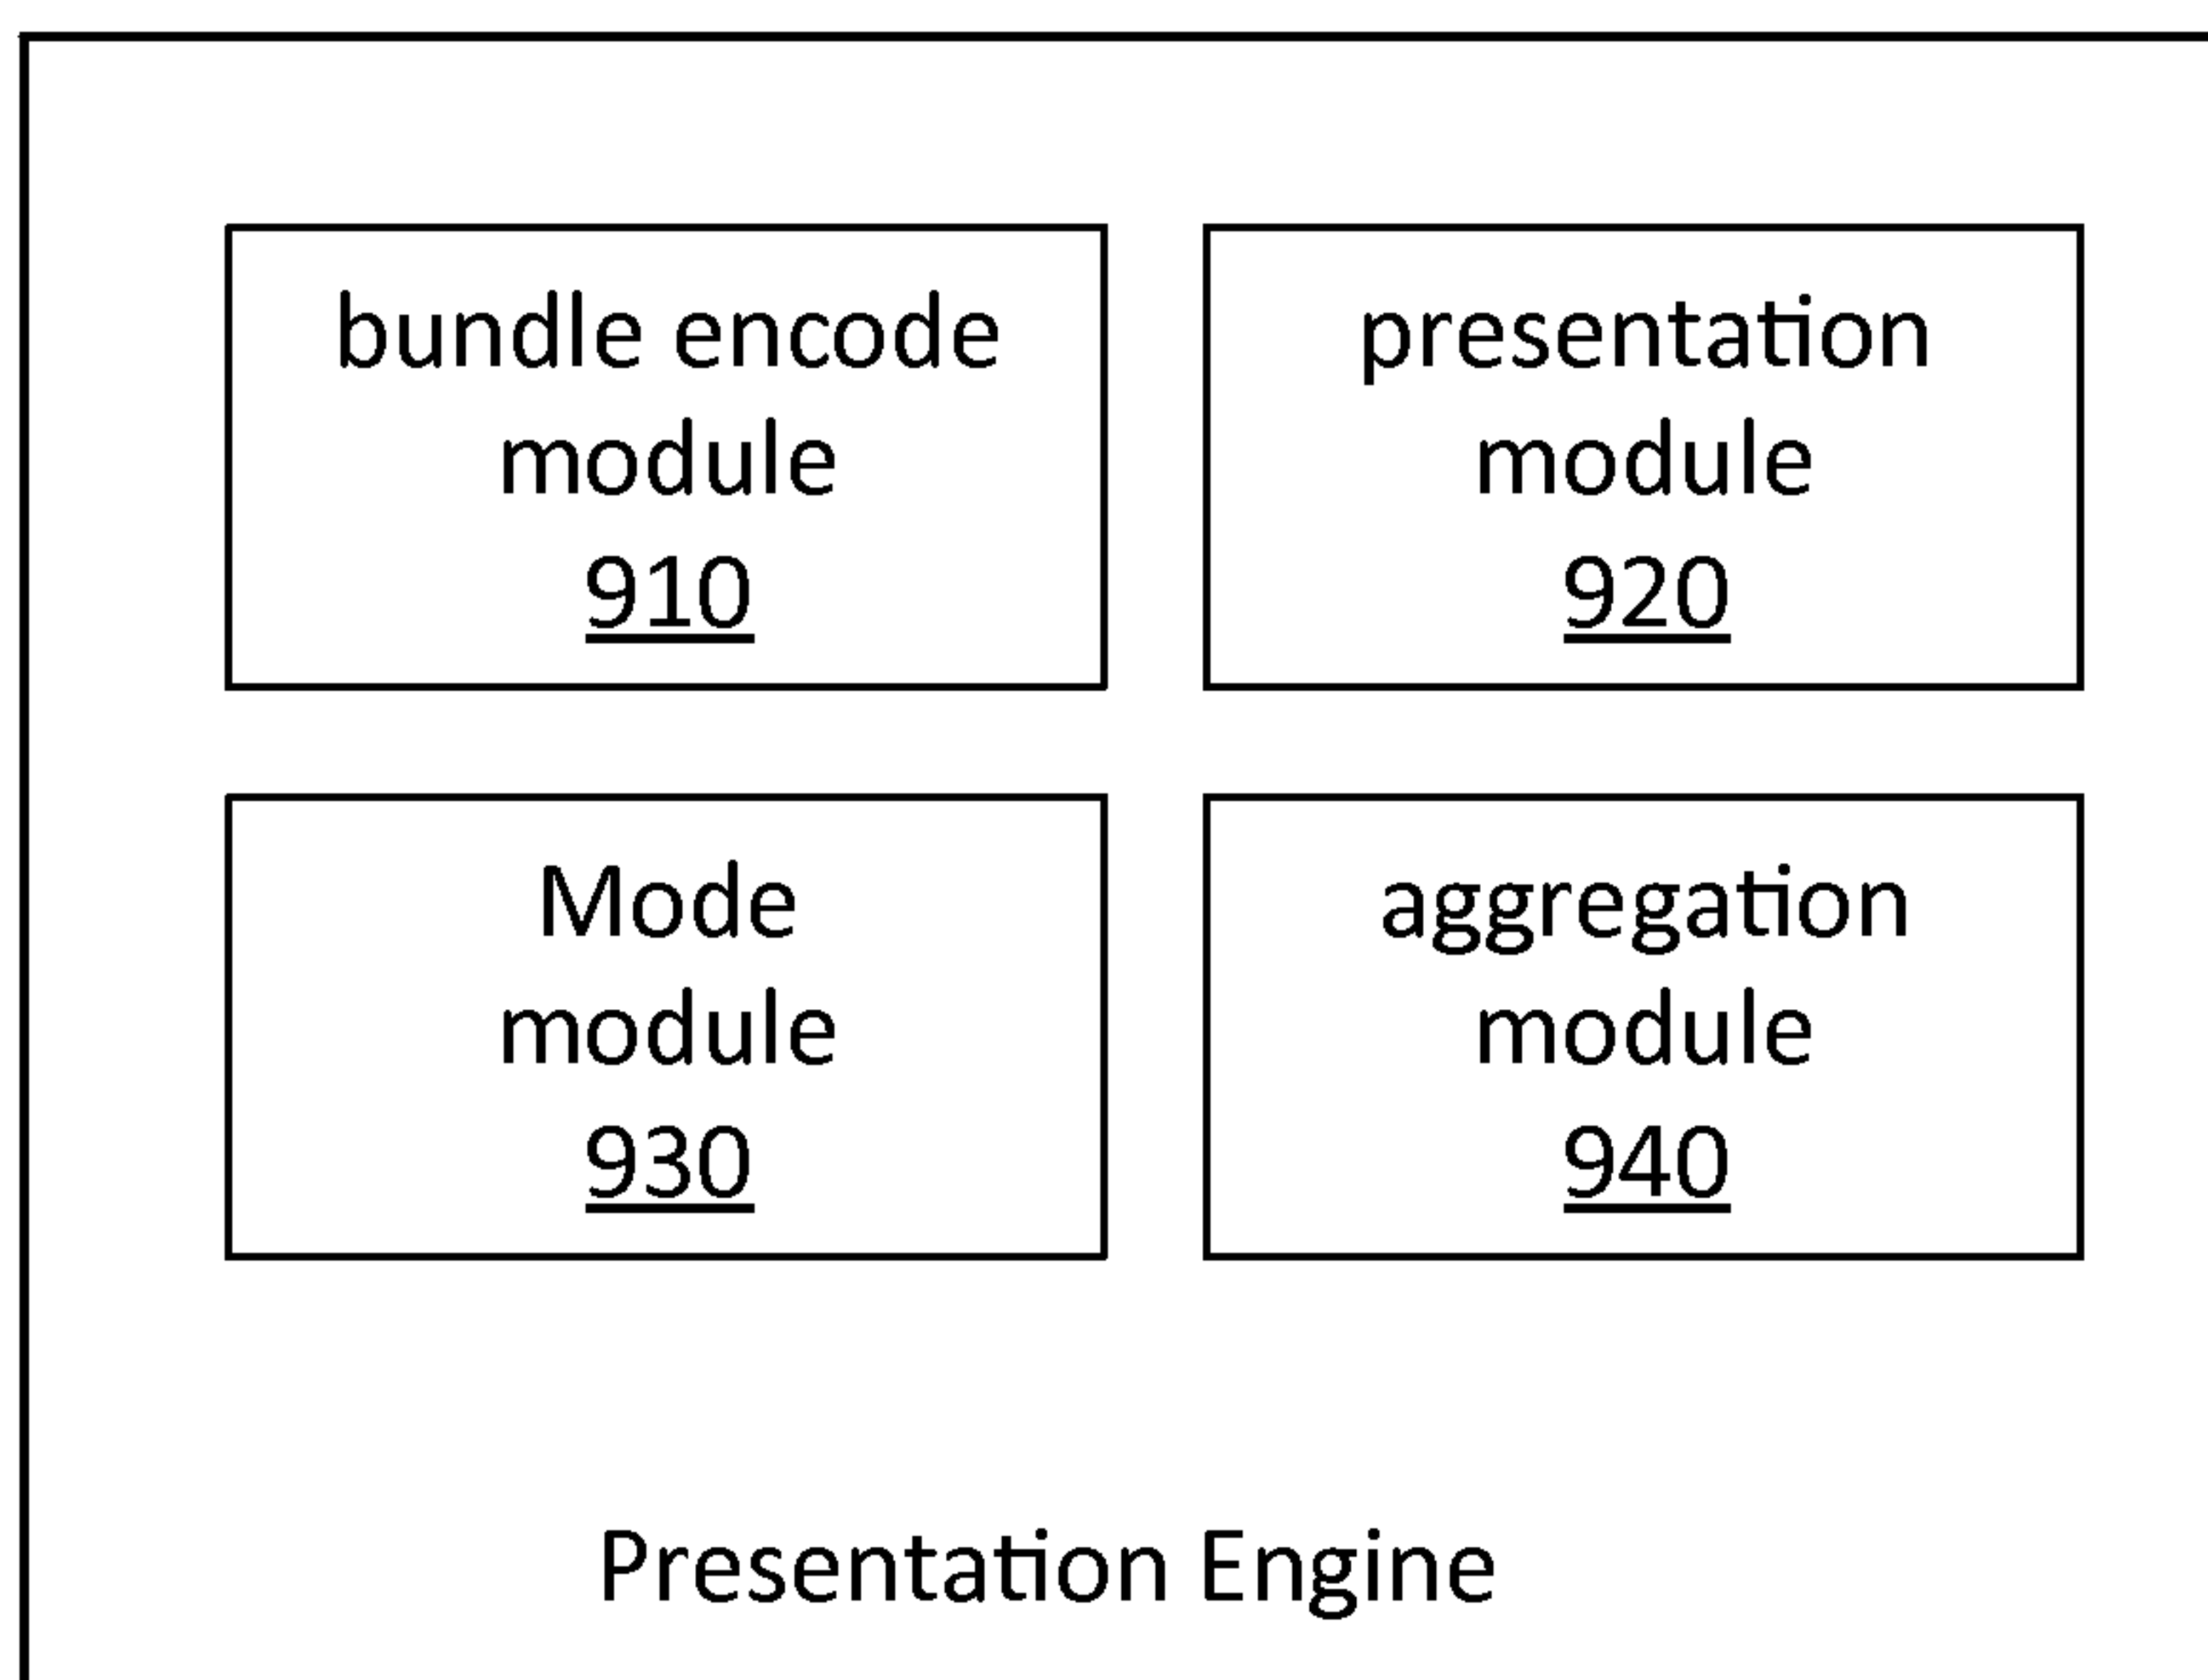 bundle encode
module
910
presentation
module
920
Mode
module
930
aggregation
module
940
Presentation Engine